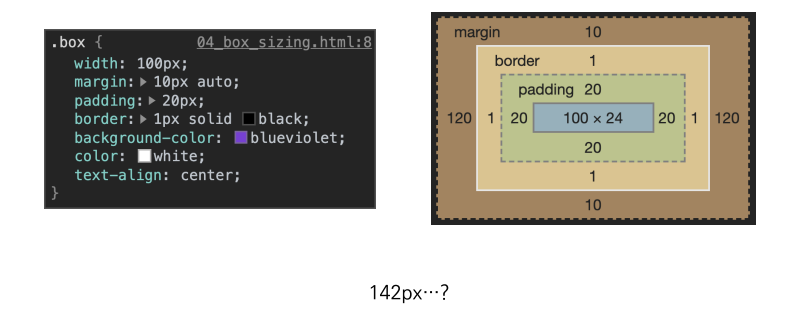 .box { 04_box_sizing.html:8
width: 100px;
margin: 10px auto;
padding: 20px;
border: 1px solid black;
background-color: blueviolet;
color: white;
text-align: center;
}
margin 10
border 1
padding 20
120 1 20 100 × 24 20 1 120
20
1
10
142px…?